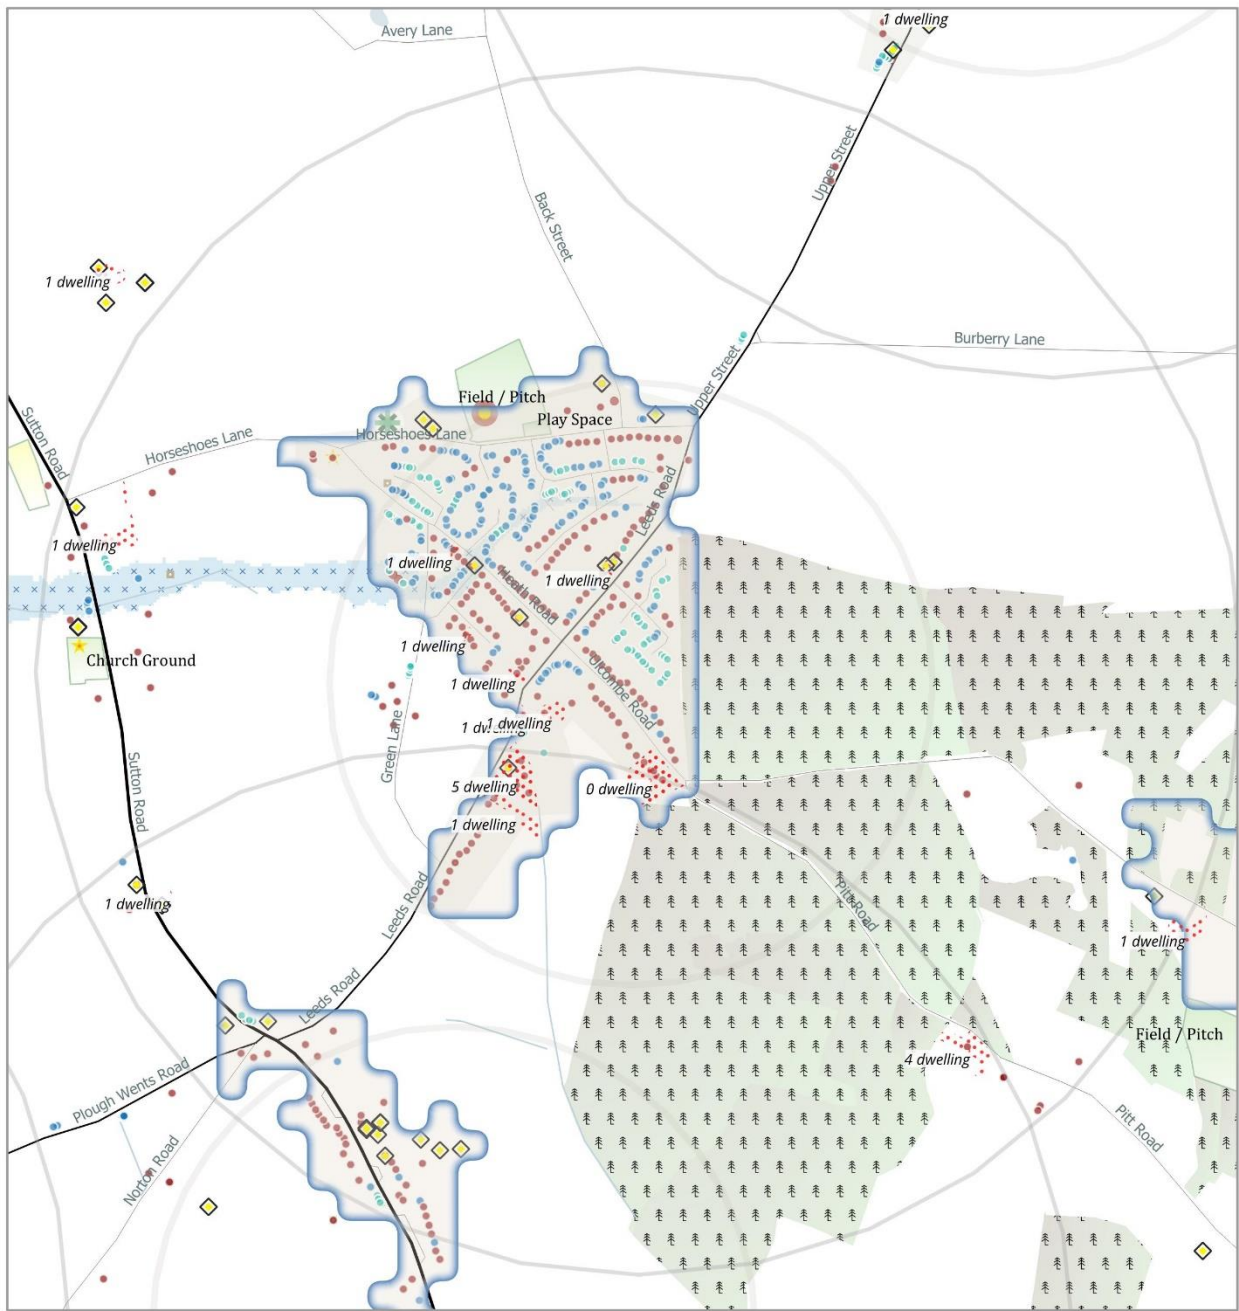 1 dwelling
Avery Lane
Upper Street
Back Street
1 dwelling
Burberry Lane
Upper Street
Sutton Road
Field / Pitch
Play Space
Horseshoes Lane
Horseshoes Lane
Leeds Road
1 dwelling
1 dwelling
1 dwelling
Heath Road
1 dwelling
Church Ground
1 dwelling
Ulcombe Road
1 dwelling
1 dwelling
Green Lane
Sutton Road
5 dwelling
0 dwelling
1 dwelling
Pitt Road
1 dwelling
Leeds Road
1 dwelling
Leeds Road
Field / Pitch
4 dwelling
Plough Wents Road
Pitt Road
Norton Road